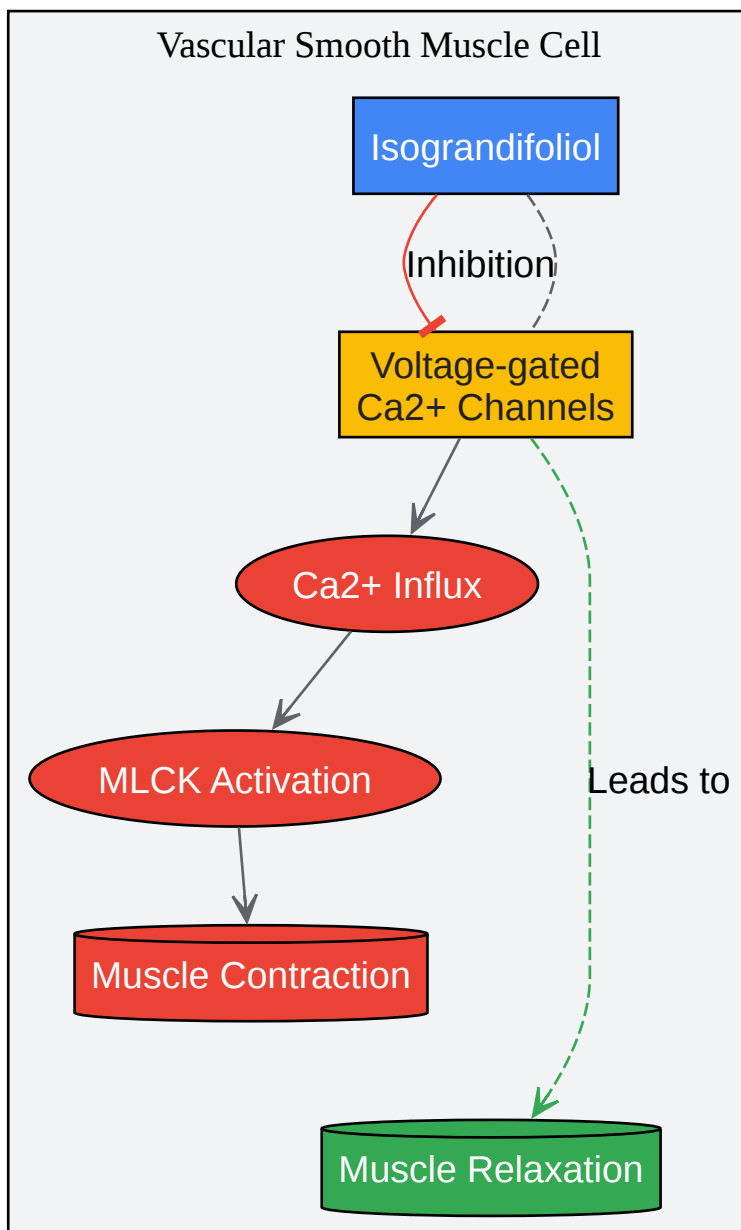 Vascular Smooth Muscle Cell
Isograndifoliol
Inhibition
Voltage-gated
Ca2+ Channels
Ca2+ Influx
MLCK Activation
Leads to
Muscle Contraction
Muscle Relaxation